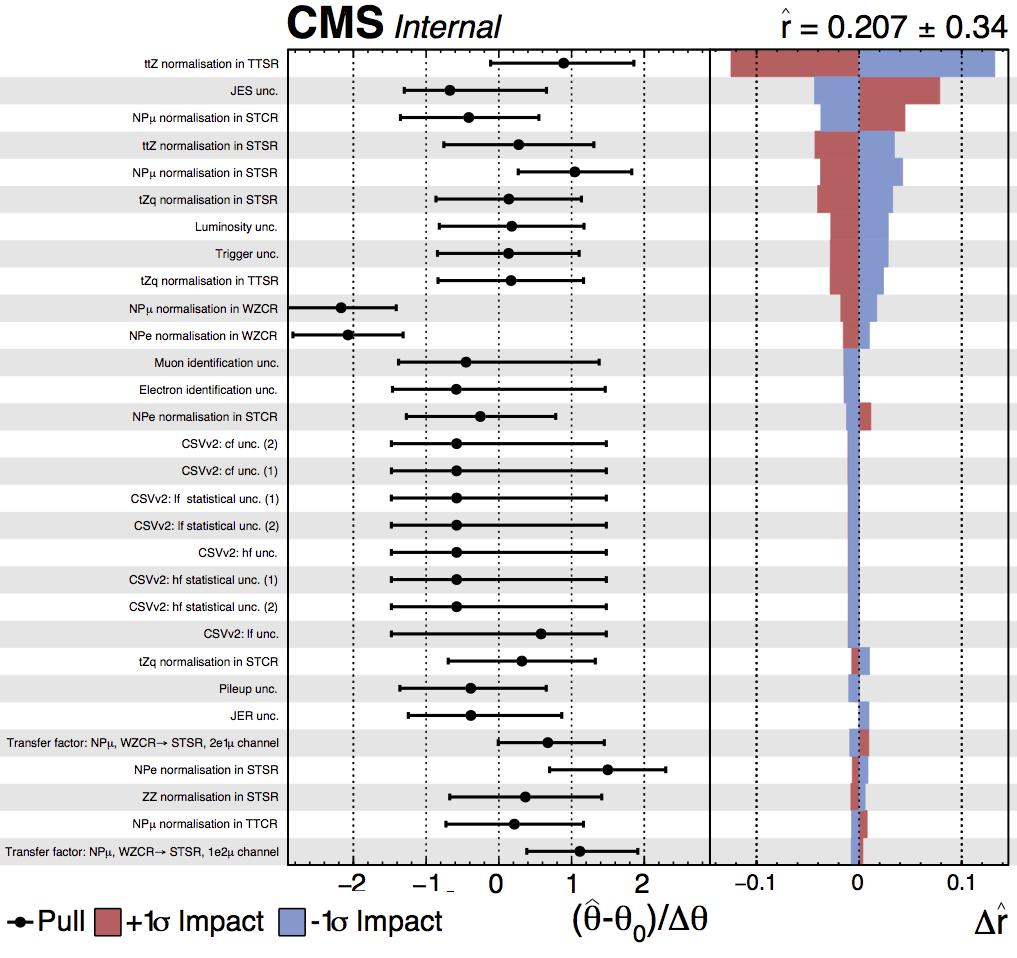 CMS Internal r̂ = 0.207 ± 0.34
ttZ normalisation in TTSR
JES unc.
NPμ normalisation in STCR
ttZ normalisation in STSR
NPμ normalisation in STSR
tZq normalisation in STSR
Luminosity unc.
Trigger unc.
tZq normalisation in TTSR
NPμ normalisation in WZCR
NPe normalisation in WZCR
Muon identification unc.
Electron identification unc.
NPe normalisation in STCR
CSVv2: cf unc. (2)
CSVv2: cf unc. (1)
CSVv2: lf statistical unc. (1)
CSVv2: lf statistical unc. (2)
CSVv2: hf unc.
CSVv2: hf statistical unc. (1)
CSVv2: hf statistical unc. (2)
CSVv2: lf unc.
tZq normalisation in STCR
Pileup unc.
JER unc.
Transfer factor: NPμ, WZCR→ STSR, 2e1μ channel
NPe normalisation in STSR
ZZ normalisation in STSR
NPμ normalisation in TTCR
Transfer factor: NPμ, WZCR→ STSR, 1e2μ channel
−2 −1 0 1 2 −0.1 0 0.1
Pull +1σ Impact -1σ Impact (θ̂-θ₀)/Δθ Δr̂